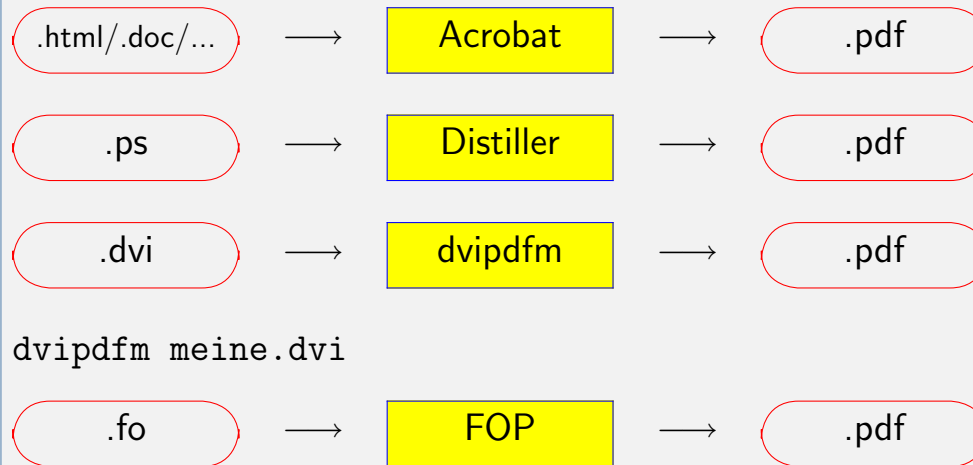 .html/.doc/... ⟶ Acrobat ⟶ .pdf
.ps ⟶ Distiller ⟶ .pdf
.dvi ⟶ dvipdfm ⟶ .pdf
dvipdfm meine.dvi
.fo ⟶ FOP ⟶ .pdf